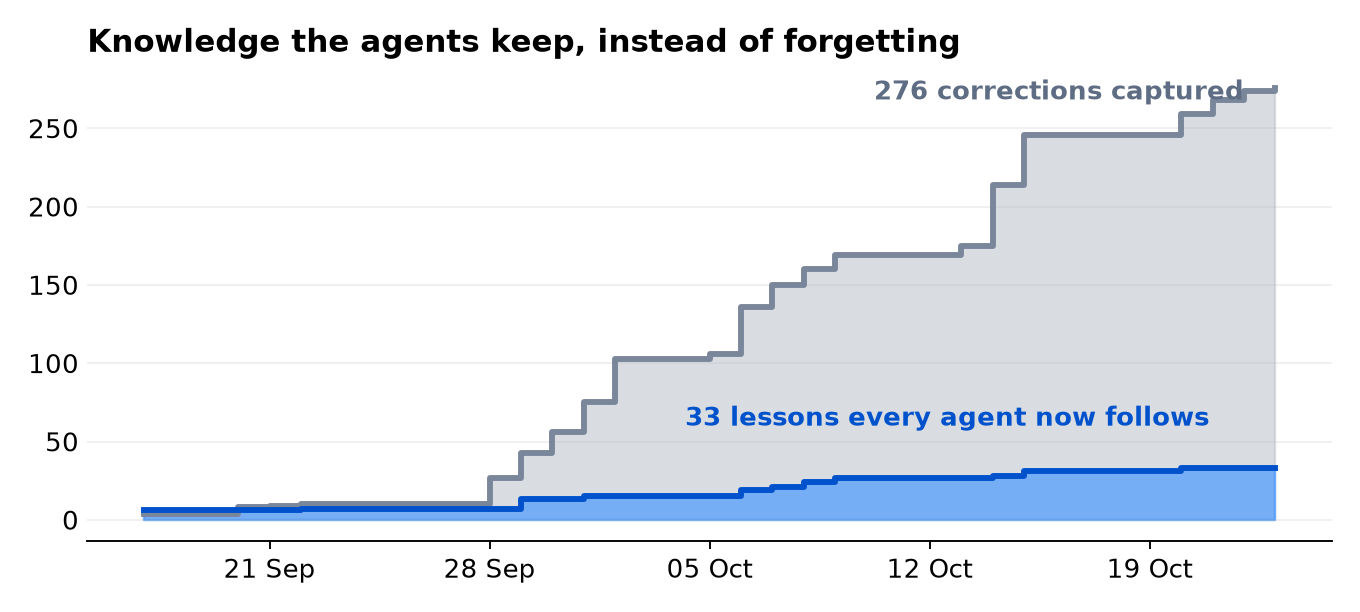 Knowledge the agents keep, instead of forgetting
276 corrections captured
250
200
150
100
33 lessons every agent now follows
50
0
21 Sep
28 Sep
05 Oct
12 Oct
19 Oct